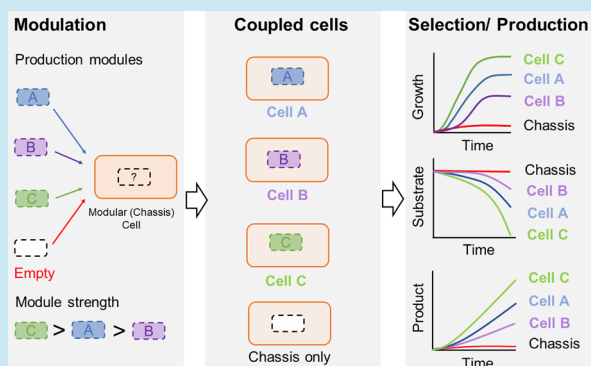 Modulation
Production modules
A
B
C
?
Modular (Chassis)
Cell
Empty
Module strength
C > A > B
Coupled cells
A
Cell A
B
Cell B
C
Cell C
Chassis only
Selection/ Production
Growth
Cell C
Cell A
Cell B
Chassis
Time
Substrate
Chassis
Cell B
Cell A
Cell C
Time
Product
Cell C
Cell A
Cell B
Chassis
Time